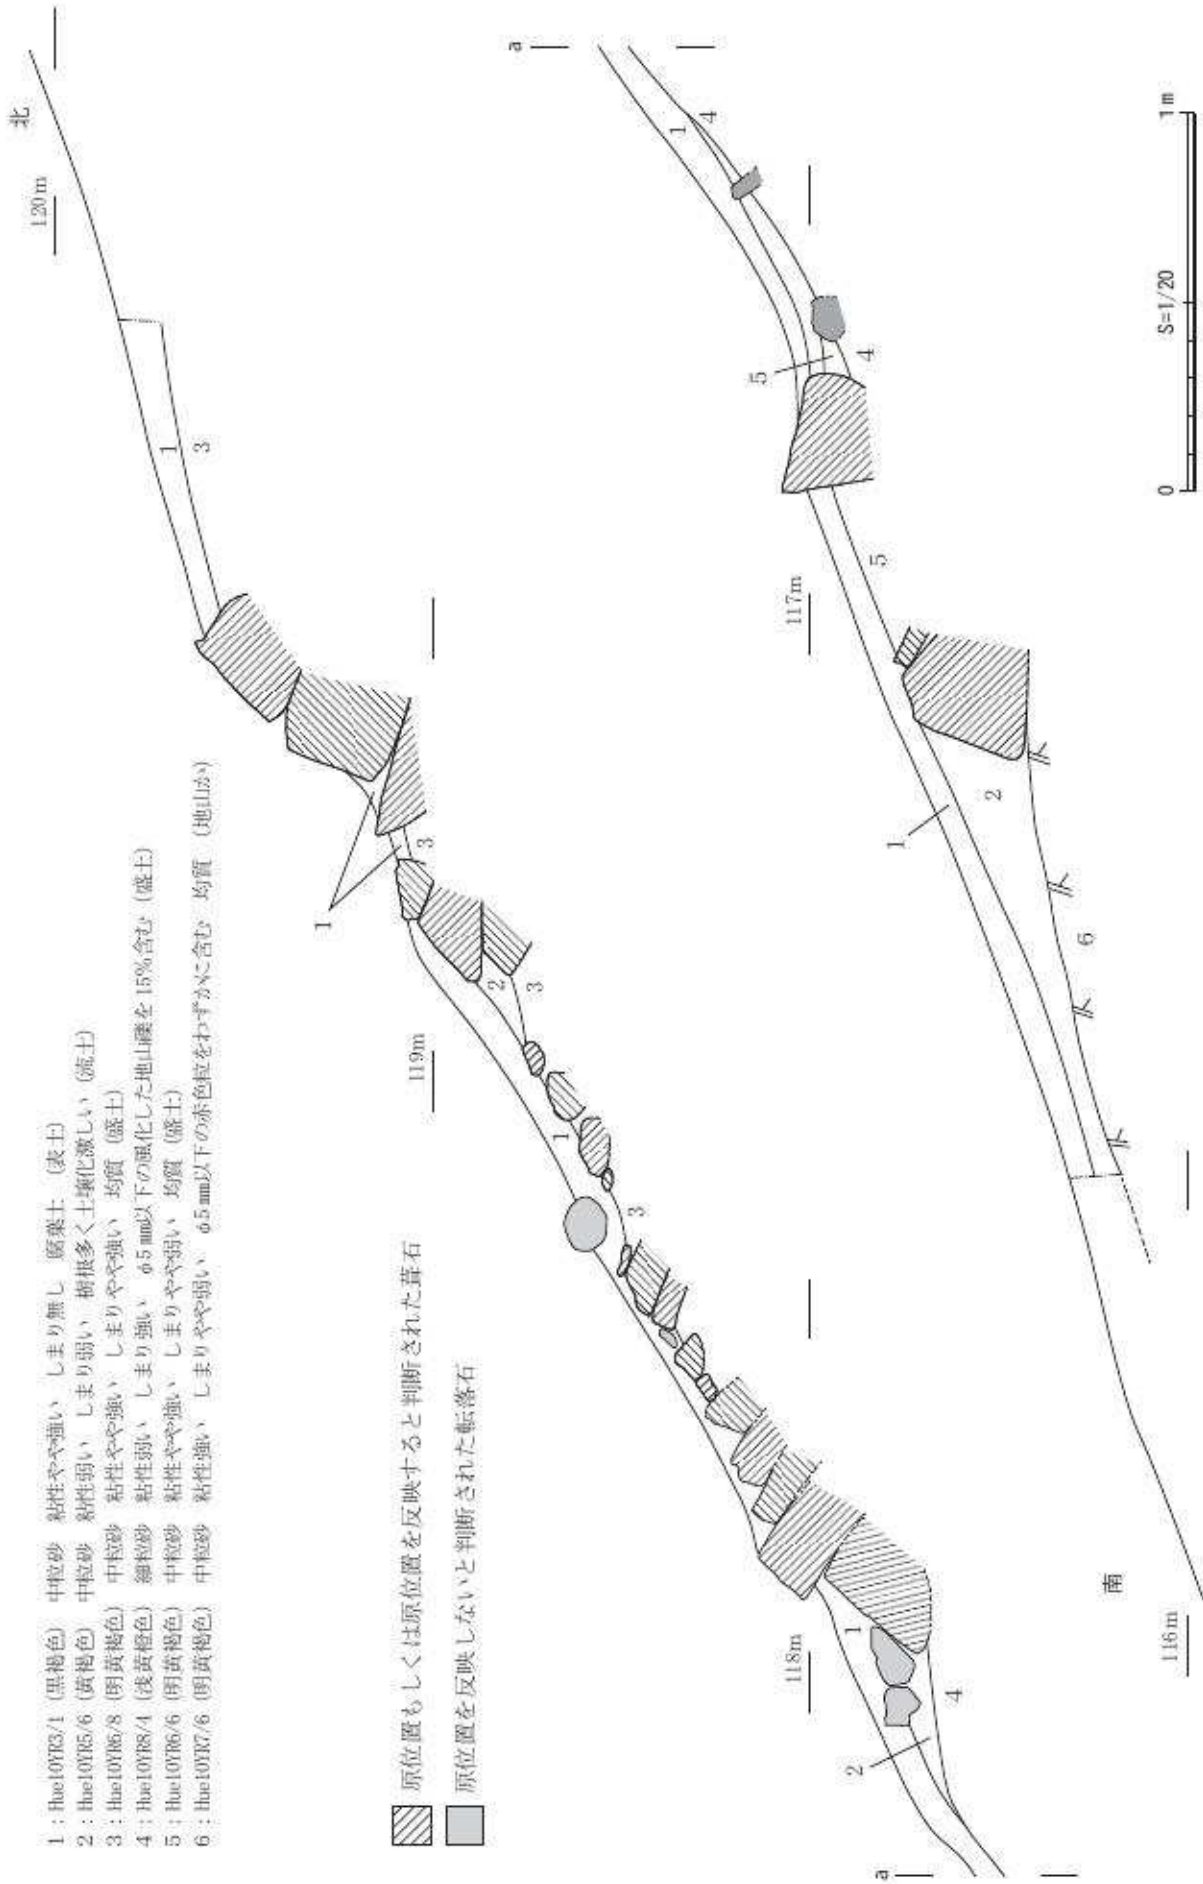 1:Hue10YR3/1(黒褐色) 中粒砂 粘性やや強い しまり無し 腐葉土 (表土)
2:Hue10YR5/6(黄褐色) 中粒砂 粘性弱い しまり弱い 樹根多く土壌化激しい (流土)
3:Hue10YR6/8(明黄褐色) 中粒砂 粘性やや強い しまりやや強い 均質 (盛土)
4:Hue10YR8/4(浅黄橙色) 細粒砂 粘性弱い しまり強い φ5㎜以下の風化した地山礫を15%含む (盛土)
5:Hue10YR6/6(明黄褐色) 中粒砂 粘性やや強い しまりやや弱い 均質 (盛土)
6:Hue10YR7/6(明黄褐色) 中粒砂 粘性強い しまりやや弱い φ5㎜以下の赤色粒をわずかに含む 均質 (地山か)
原位置もしくは原位置を反映すると判断された葺石
原位置を反映しないと判断された転落石
北
120m
1
3
1
3
2
3
119m
1
3
118m
1
2
4
a
a
1
4
5
4
117m
5
1
2
6
南
116m
0
S=1/20
1m